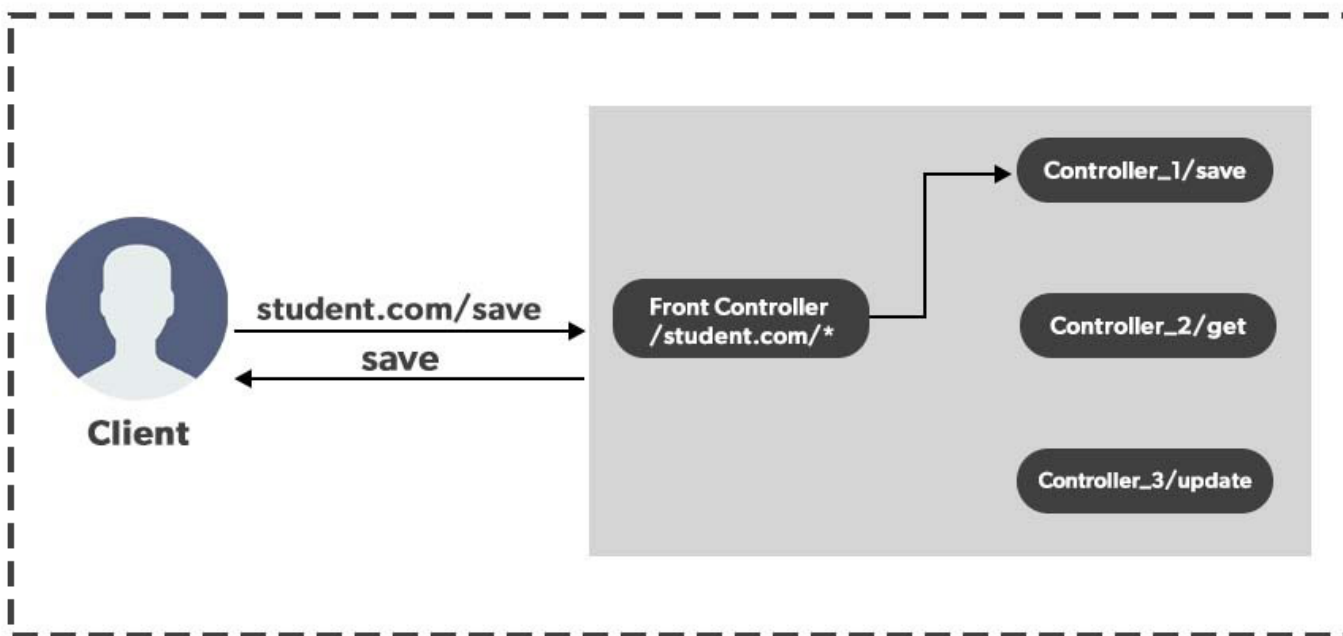 student.com/save
save
Client
Front Controller
/student.com/*
Controller_1/save
Controller_2/get
Controller_3/update